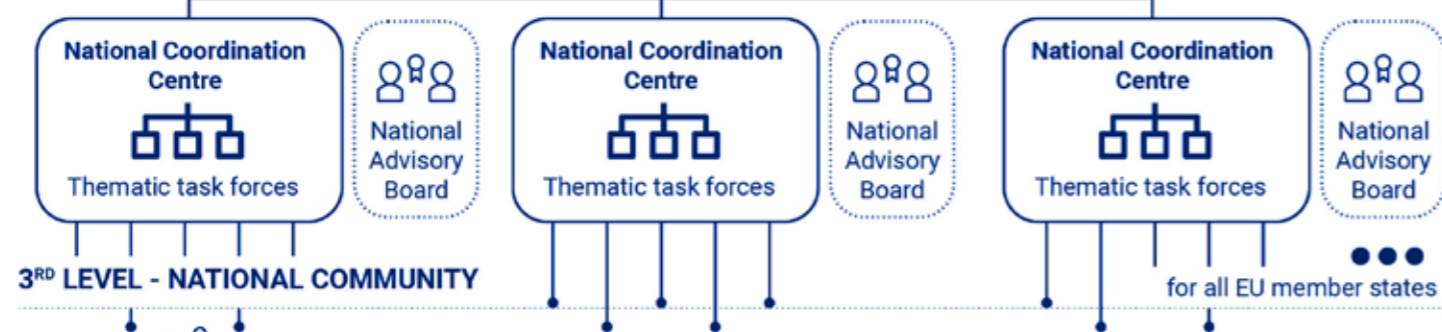 National Coordination
Centre
Thematic task forces
National
Advisory
Board
National Coordination
Centre
Thematic task forces
National
Advisory
Board
National Coordination
Centre
Thematic task forces
National
Advisory
Board
3RD LEVEL - NATIONAL COMMUNITY
for all EU member states